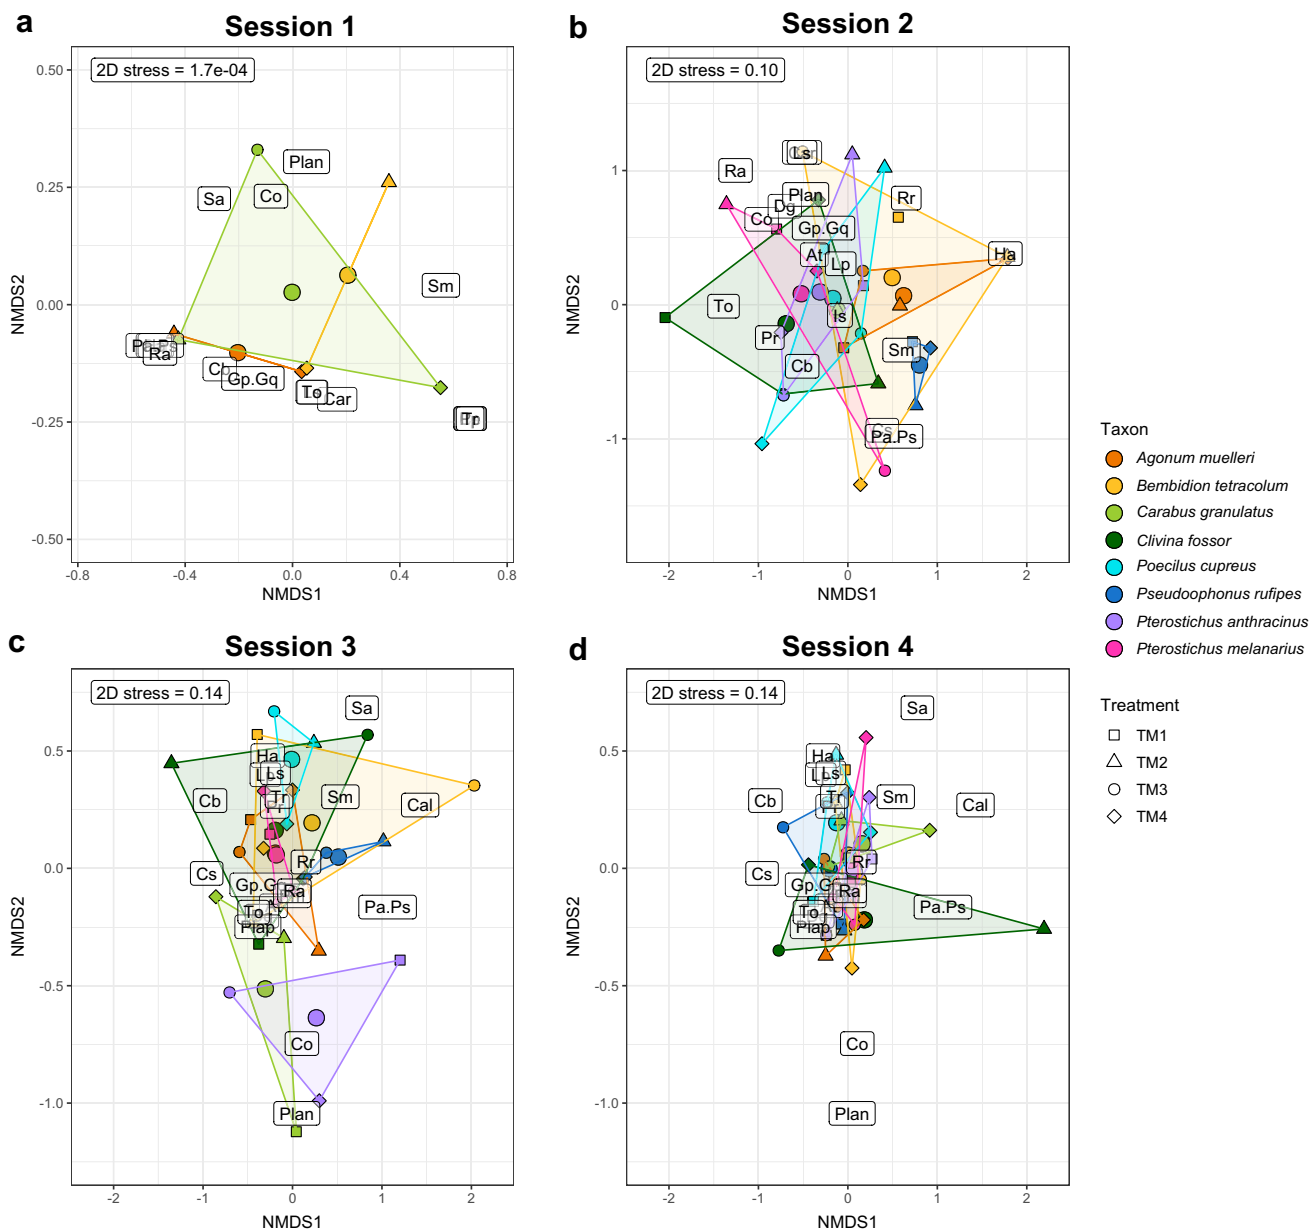 a
Session 1
2D stress = 1.7e-04
0.50
0.25
0.00
-0.25
-0.50
NMDS2
Plan
Sa
Co
Sm
Ra
Gp.Gq
To
Car
Tr
-0.8
-0.4
0.0
0.4
0.8
NMDS1
b
Session 2
2D stress = 0.10
1
0
-1
NMDS2
Ls
Ra
Plan
Rr
Dg
Co
Gp.Gq
At
Lp
Ha
To
Is
Pr
Sm
Cb
Pa.Ps
-2
-1
0
1
2
NMDS1
c
Session 3
2D stress = 0.14
0.5
0.0
-0.5
-1.0
NMDS2
Sa
Ha
Ls
Cb
Tr
Sm
Cal
Cs
Rr
Ra
To
Pa.Ps
Co
Plan
-2
-1
0
1
2
NMDS1
d
Session 4
2D stress = 0.14
0.5
0.0
-0.5
-1.0
NMDS2
Sa
Ha
Ls
Cb
Tr
Sm
Cal
Cs
Rr
Ra
To
Pa.Ps
Co
Plan
-2
-1
0
1
2
NMDS1
Taxon
Agonum muelleri
Bembidion tetracolum
Carabus granulatus
Clivina fossor
Poecilus cupreus
Pseudoophonus rufipes
Pterostichus anthracinus
Pterostichus melanarius
Treatment
TM1
TM2
TM3
TM4